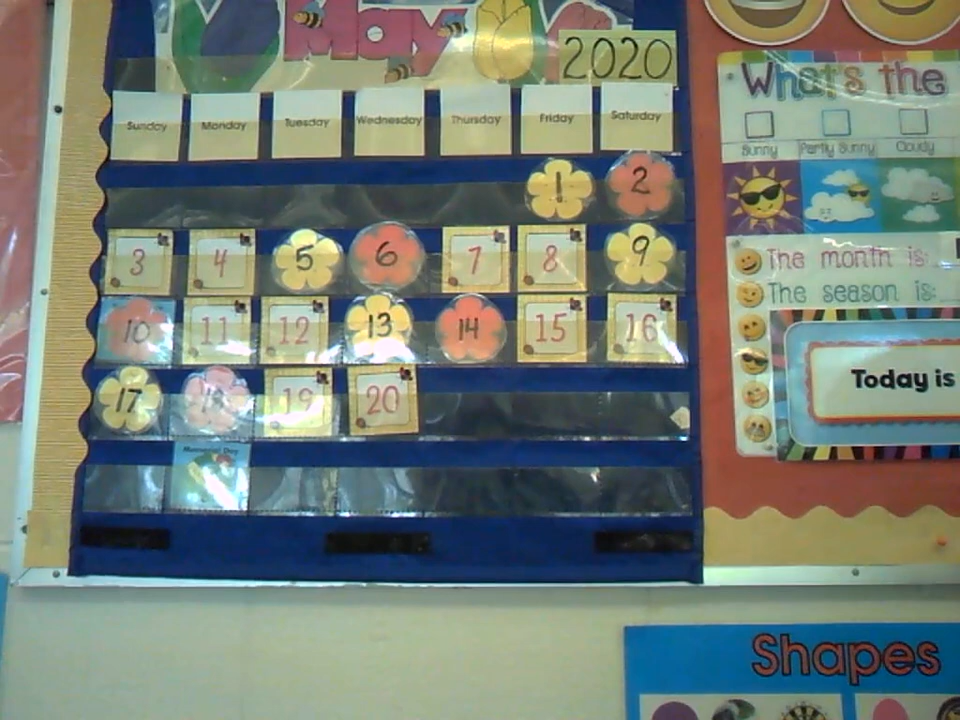 May
2020
Sunday Monday Tuesday Wednesday Thursday Friday Saturday
1 2
3 4 5 6 7 8 9
10 11 12 13 14 15 16
17 18 19 20
What's the
Sunny Partly Sunny Cloudy
The month is:
The season is:
Today is
Shapes